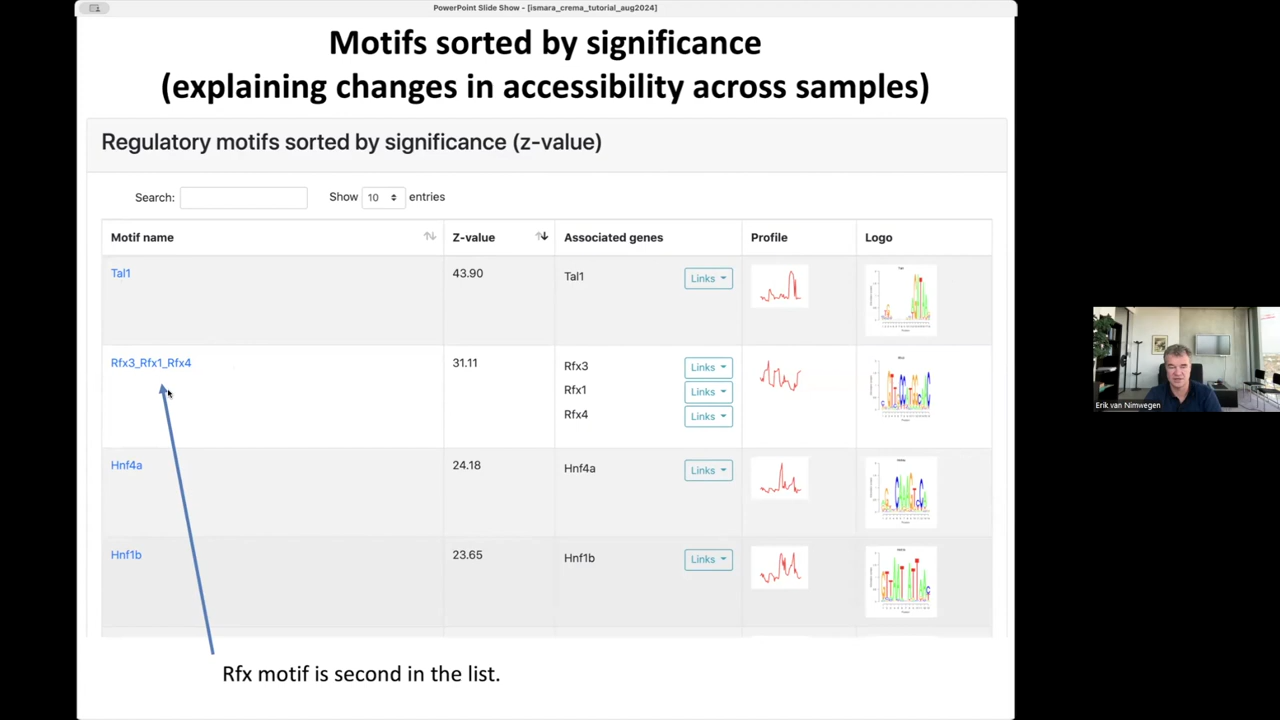 PowerPoint Slide Show - [ismara_crema_tutorial_aug2024]
Motifs sorted by significance
(explaining changes in accessibility across samples)
Regulatory motifs sorted by significance (z-value)
Search: Show 10 entries
Motif name Z-value Associated genes Profile Logo
Tal1 43.90 Tal1 Links
Rfx3_Rfx1_Rfx4 31.11 Rfx3 Links
Rfx1 Links
Rfx4 Links
Hnf4a 24.18 Hnf4a Links
Hnf1b 23.65 Hnf1b Links
Rfx motif is second in the list.
Erik van Nimwegen